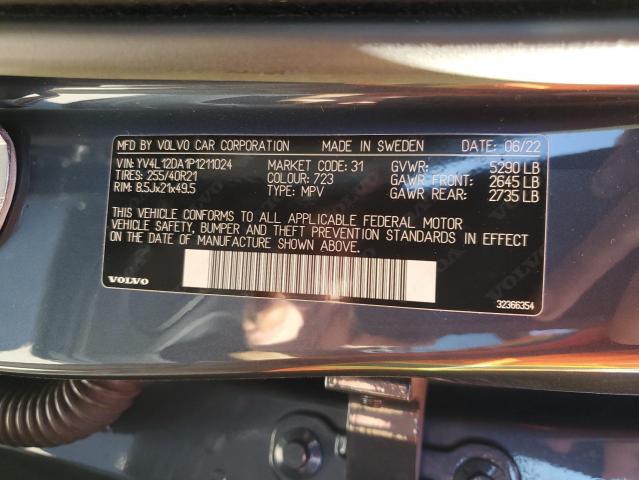 MFD BY VOLVO CAR CORPORATION MADE IN SWEDEN DATE: 06/22
VIN: YV4L12DA1P1211024 MARKET CODE: 31 GVWR: 5290 LB
TIRES: 255/40R21 COLOUR: 723 GAWR FRONT: 2645 LB
RIM: 8.5Jx21x49.5 TYPE: MPV GAWR REAR: 2735 LB
THIS VEHICLE CONFORMS TO ALL APPLICABLE FEDERAL MOTOR
VEHICLE SAFETY, BUMPER AND THEFT PREVENTION STANDARDS IN EFFECT
ON THE DATE OF MANUFACTURE SHOWN ABOVE.
VOLVO 32366354